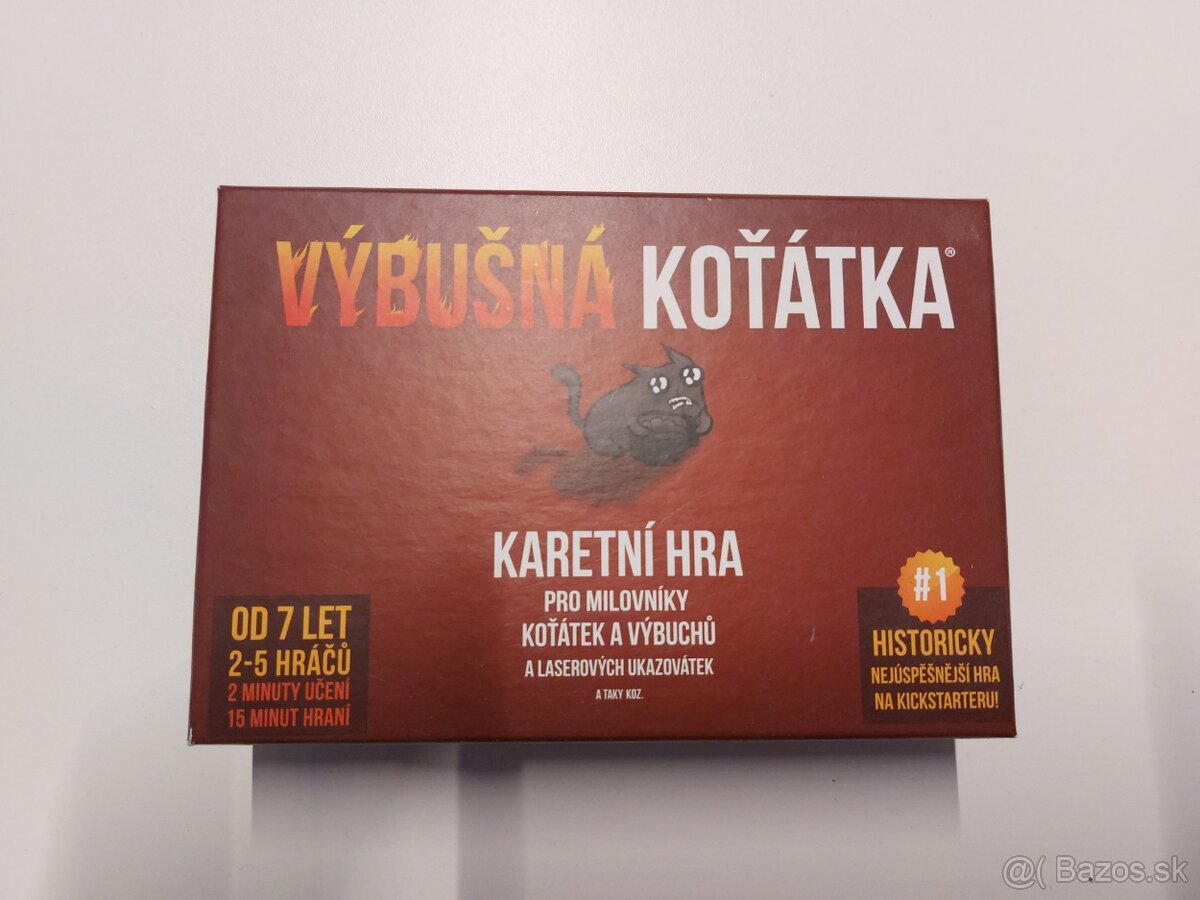 VÝBUŠNÁ KOŤÁTKA®
KARETNÍ HRA
PRO MILOVNÍKY
KOŤÁTEK A VÝBUCHŮ
A LASEROVÝCH UKAZOVÁTEK
A TAKY KOZ.
OD 7 LET
2-5 HRÁČŮ
2 MINUTY UČENÍ
15 MINUT HRANÍ
#1
HISTORICKY
NEJÚSPĚŠNĚJŠÍ HRA
NA KICKSTARTERU!
@( Bazos.sk